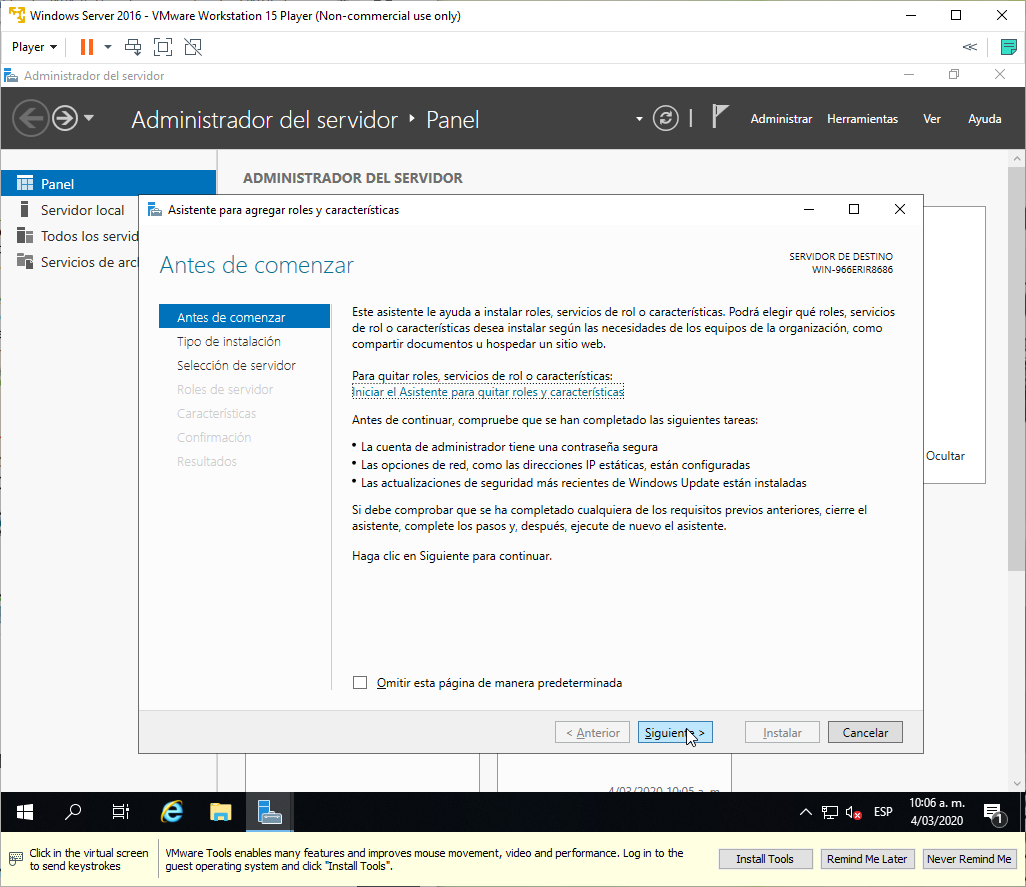 Windows Server 2016 - VMware Workstation 15 Player (Non-commercial use only)
Player
Administrador del servidor
Administrador del servidor
Panel
Administrar
Herramientas
Ver
Ayuda
Panel
Servidor local
Todos los servid
Servicios de arc
ADMINISTRADOR DEL SERVIDOR
Asistente para agregar roles y características
Antes de comenzar
SERVIDOR DE DESTINO
WIN-966ERIR8686
Antes de comenzar
Tipo de instalación
Selección de servidor
Roles de servidor
Características
Confirmación
Resultados
Este asistente le ayuda a instalar roles, servicios de rol o características. Podrá elegir qué roles, servicios
de rol o características desea instalar según las necesidades de los equipos de la organización, como
compartir documentos u hospedar un sitio web.
Para quitar roles, servicios de rol o características:
Iniciar el Asistente para quitar roles y características
Antes de continuar, compruebe que se han completado las siguientes tareas:
• La cuenta de administrador tiene una contraseña segura
• Las opciones de red, como las direcciones IP estáticas, están configuradas
• Las actualizaciones de seguridad más recientes de Windows Update están instaladas
Si debe comprobar que se ha completado cualquiera de los requisitos previos anteriores, cierre el
asistente, complete los pasos y, después, ejecute de nuevo el asistente.
Haga clic en Siguiente para continuar.
Ocultar
Omitir esta página de manera predeterminada
< Anterior
Siguiente >
Instalar
Cancelar
4/03/2020 10:05 a. m.
ESP
10:06 a. m.
4/03/2020
1
Click in the virtual screen
to send keystrokes
VMware Tools enables many features and improves mouse movement, video and performance. Log in to the
guest operating system and click "Install Tools".
Install Tools
Remind Me Later
Never Remind Me